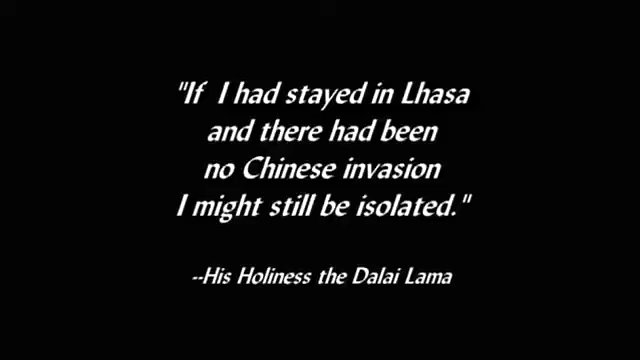 "If I had stayed in Lhasa
and there had been
no Chinese invasion
I might still be isolated."
--His Holiness the Dalai Lama